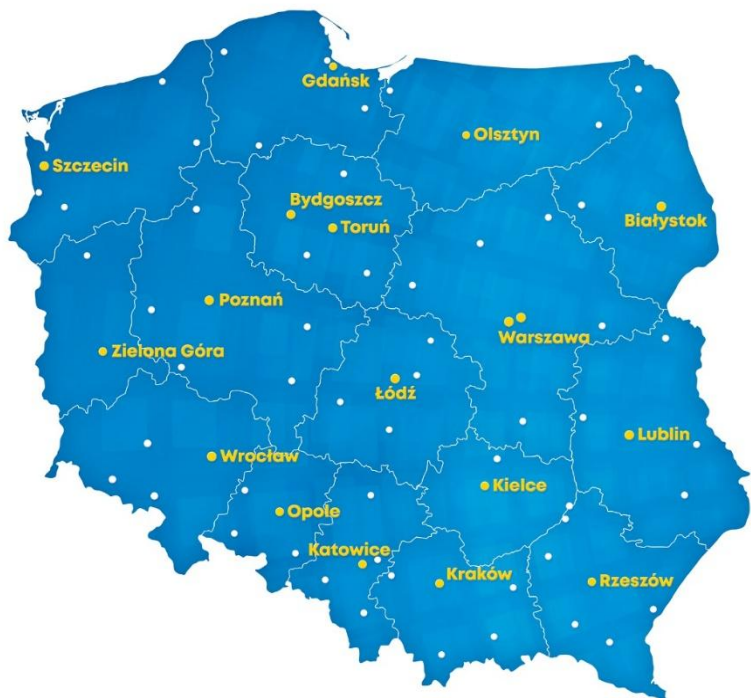 Gdańsk
Olsztyn
Szczecin
Bydgoszcz
Toruń
Białystok
Poznań
Warszawa
Zielona Góra
Łódź
Lublin
Wrocław
Kielce
Opole
Katowice
Kraków
Rzeszów